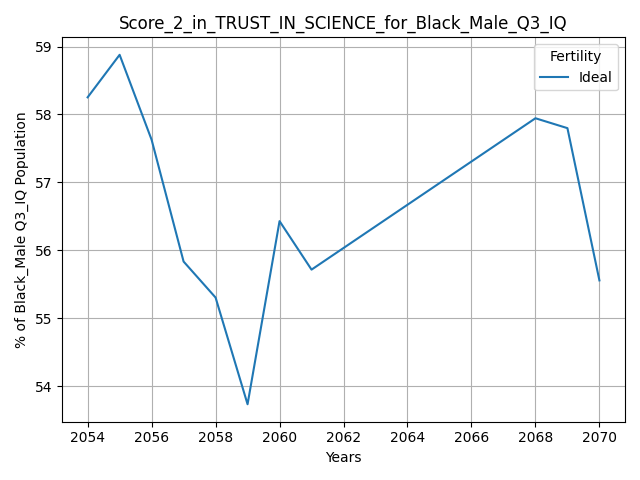 Score_2_in_TRUST_IN_SCIENCE_for_Black_Male_Q3_IQ
Fertility
Ideal
% of Black_Male Q3_IQ Population
59
58
57
56
55
54
2054 2056 2058 2060 2062 2064 2066 2068 2070
Years